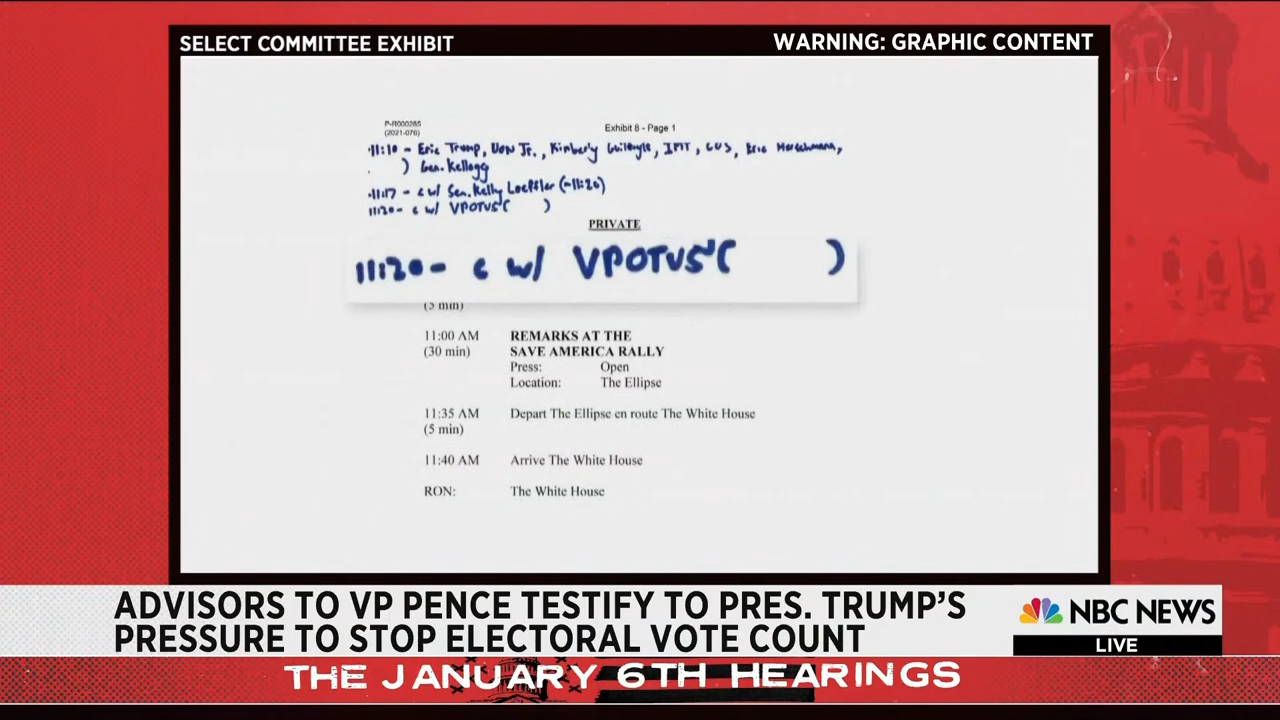 SELECT COMMITTEE EXHIBIT
WARNING: GRAPHIC CONTENT
P-R000285
(2021-076)
Exhibit 8 - Page 1
11:10 - Eric Trump, Don Jr., Kimberly Guilfoyle, IMT, COS, Eric Herschmann,
) Gen. Kellogg
11:17 - c w/ Sen. Kelly Loeffler (-11:20)
11:20 - c w/ VPOTUS ( )
PRIVATE
11:20 - c w/ VPOTUS ( )
(5 min)
11:00 AM REMARKS AT THE
(30 min) SAVE AMERICA RALLY
Press: Open
Location: The Ellipse
11:35 AM Depart The Ellipse en route The White House
(5 min)
11:40 AM Arrive The White House
RON: The White House
ADVISORS TO VP PENCE TESTIFY TO PRES. TRUMP'S
PRESSURE TO STOP ELECTORAL VOTE COUNT
NBC NEWS
LIVE
THE JANUARY 6TH HEARINGS